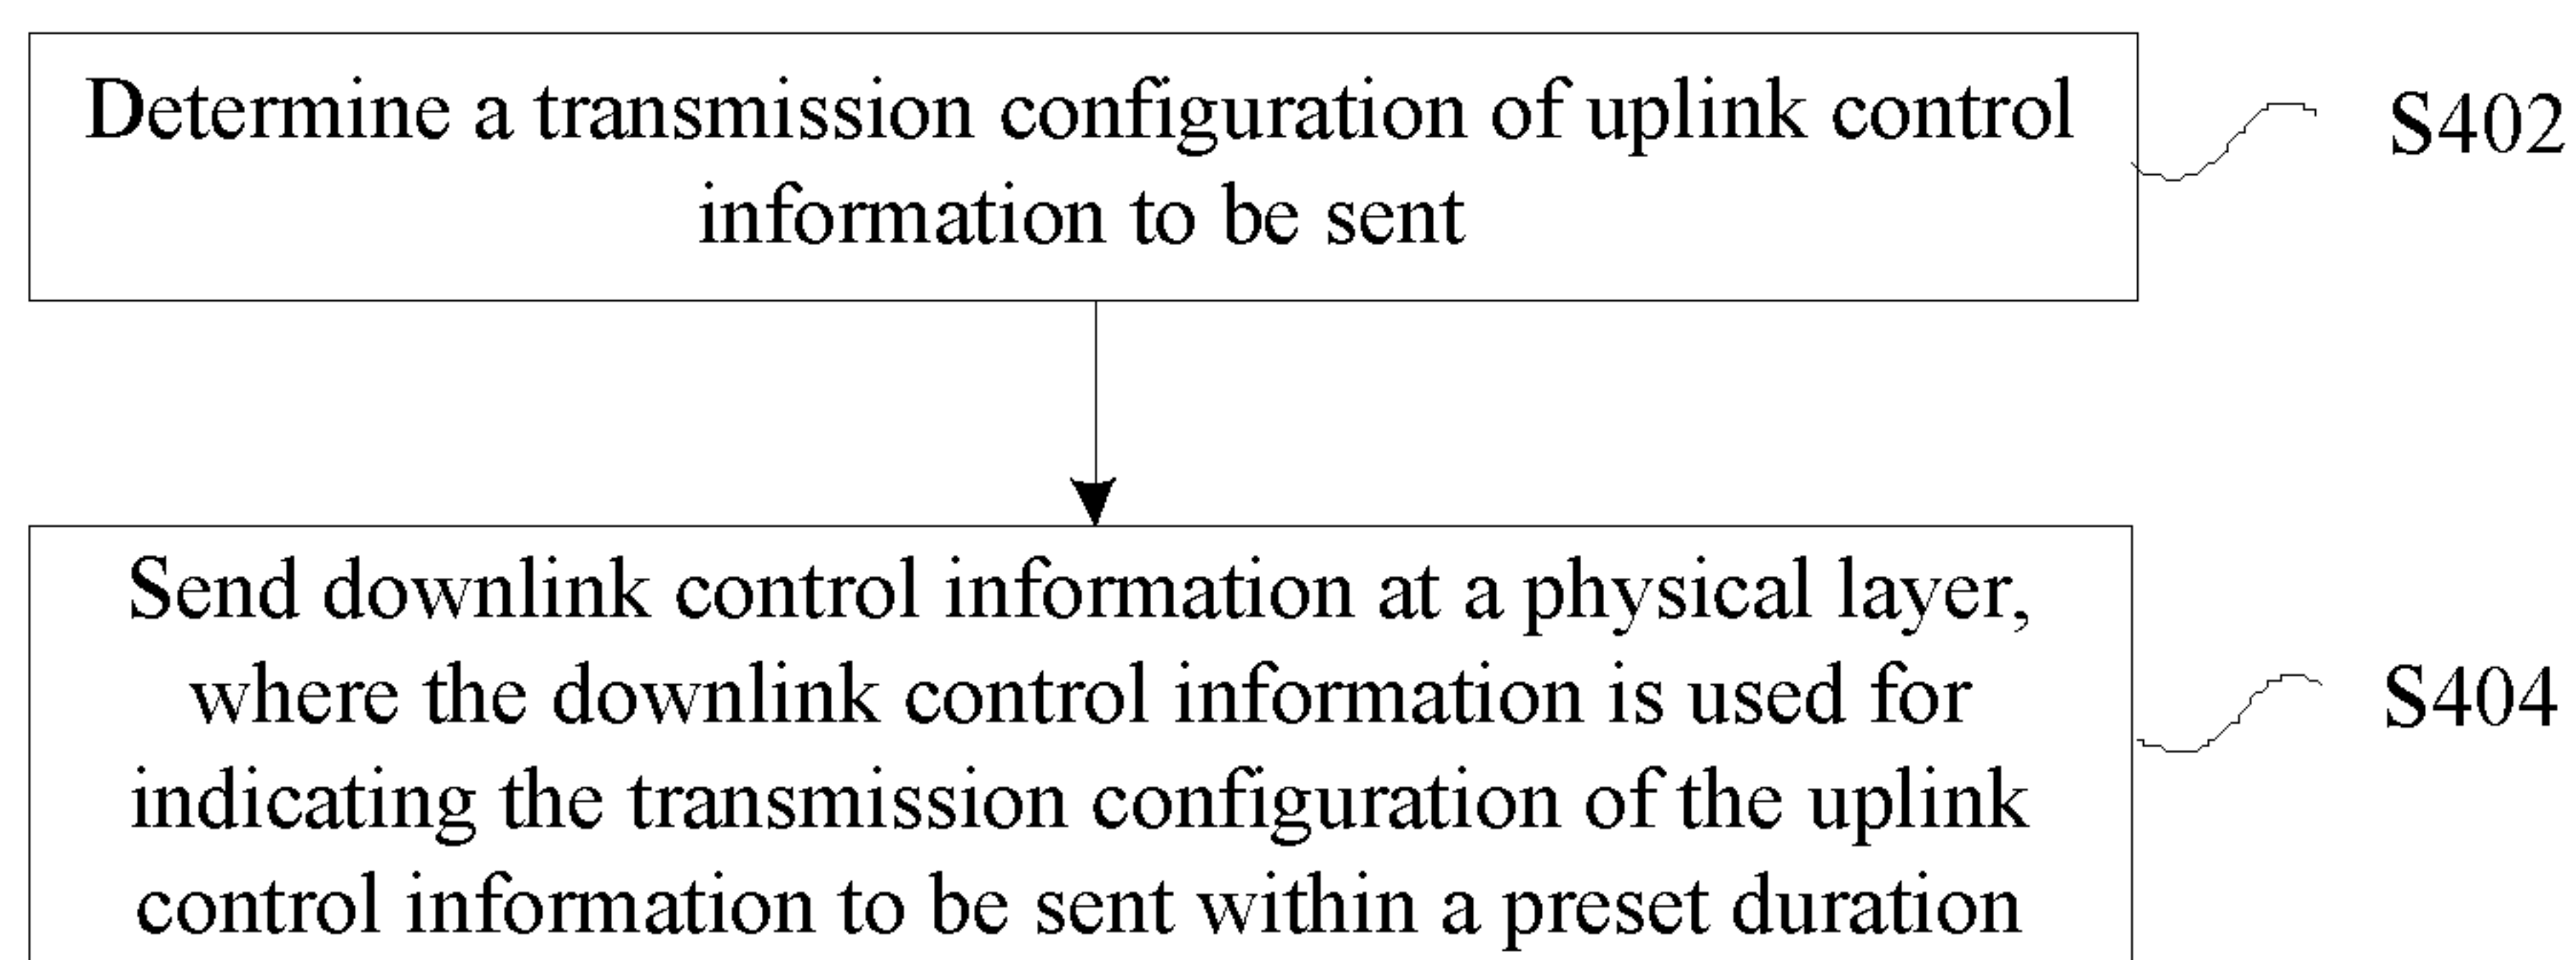 Determine a transmission configuration of uplink control
information to be sent
S402
Send downlink control information at a physical layer,
where the downlink control information is used for
indicating the transmission configuration of the uplink
control information to be sent within a preset duration
S404